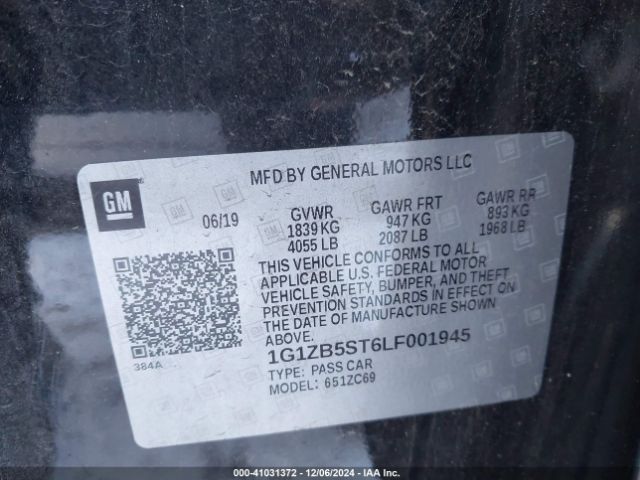 MFD BY GENERAL MOTORS LLC
GM
06/19
GVWR GAWR FRT GAWR RR
1839 KG 947 KG 893 KG
4055 LB 2087 LB 1968 LB
THIS VEHICLE CONFORMS TO ALL
APPLICABLE U.S. FEDERAL MOTOR
VEHICLE SAFETY, BUMPER, AND THEFT
PREVENTION STANDARDS IN EFFECT ON
THE DATE OF MANUFACTURE SHOWN
ABOVE.
384A
1G1ZB5ST6LF001945
TYPE: PASS CAR
MODEL: 651ZC69
000-41031372 • 12/06/2024 • IAA Inc.